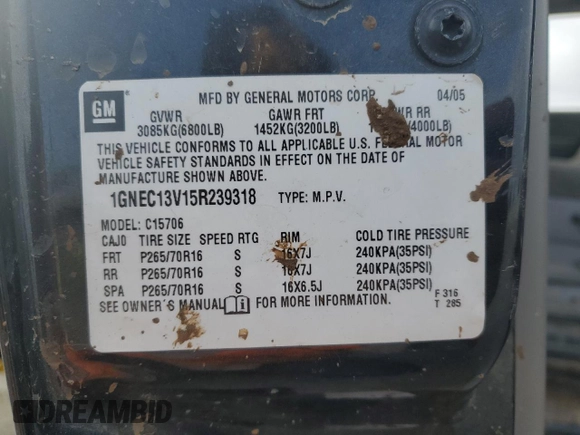 GM
MFD BY GENERAL MOTORS CORP 04/05
GVWR GAWR FRT RR
3085KG(6800LB) 1452KG(3200LB) 4000LB)
THIS VEHICLE CONFORMS TO ALL APPLICABLE U.S. FEDERAL MOTOR
VEHICLE SAFETY STANDARDS IN EFFECT ON THE DATE OF
MANUFACTURE SHOWN ABOVE.
1GNEC13V15R239318 TYPE: M.P.V.
MODEL: C15706
CAJ0 TIRE SIZE SPEED RTG RIM COLD TIRE PRESSURE
FRT P265/70R16 S 16X7J 240KPA(35PSI)
RR P265/70R16 S 16X7J 240KPA(35PSI)
SPA P265/70R16 S 16X6.5J 240KPA(35PSI)
SEE OWNER'S MANUAL FOR MORE INFORMATION.
F 316
T 285
DREAMBID